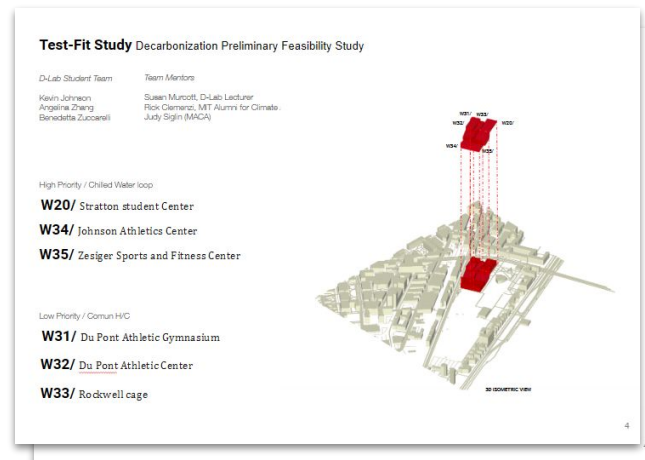 Test-Fit Study Decarbonization Preliminary Feasibility Study
D-Lab Student Team
Team Mentors
Kevin Johnson
Angelina Zhang
Benedetta Zuccarelli
Susan Murcott, D-Lab Lecturer
Rick Clemenzi, MIT Alumni for Climate
Judy Siglin (MACA)
High Priority / Chilled Water loop
W20/ Stratton student Center
W34/ Johnson Athletics Center
W35/ Zesiger Sports and Fitness Center
Low Priority / Comun H/C
W31/ Du Pont Athletic Gymnasium
W32/ Du Pont Athletic Center
W33/ Rockwell cage
W31/ W33/
W32/
W20/
W34/
W35/
3D ISOMETRIC VIEW
4